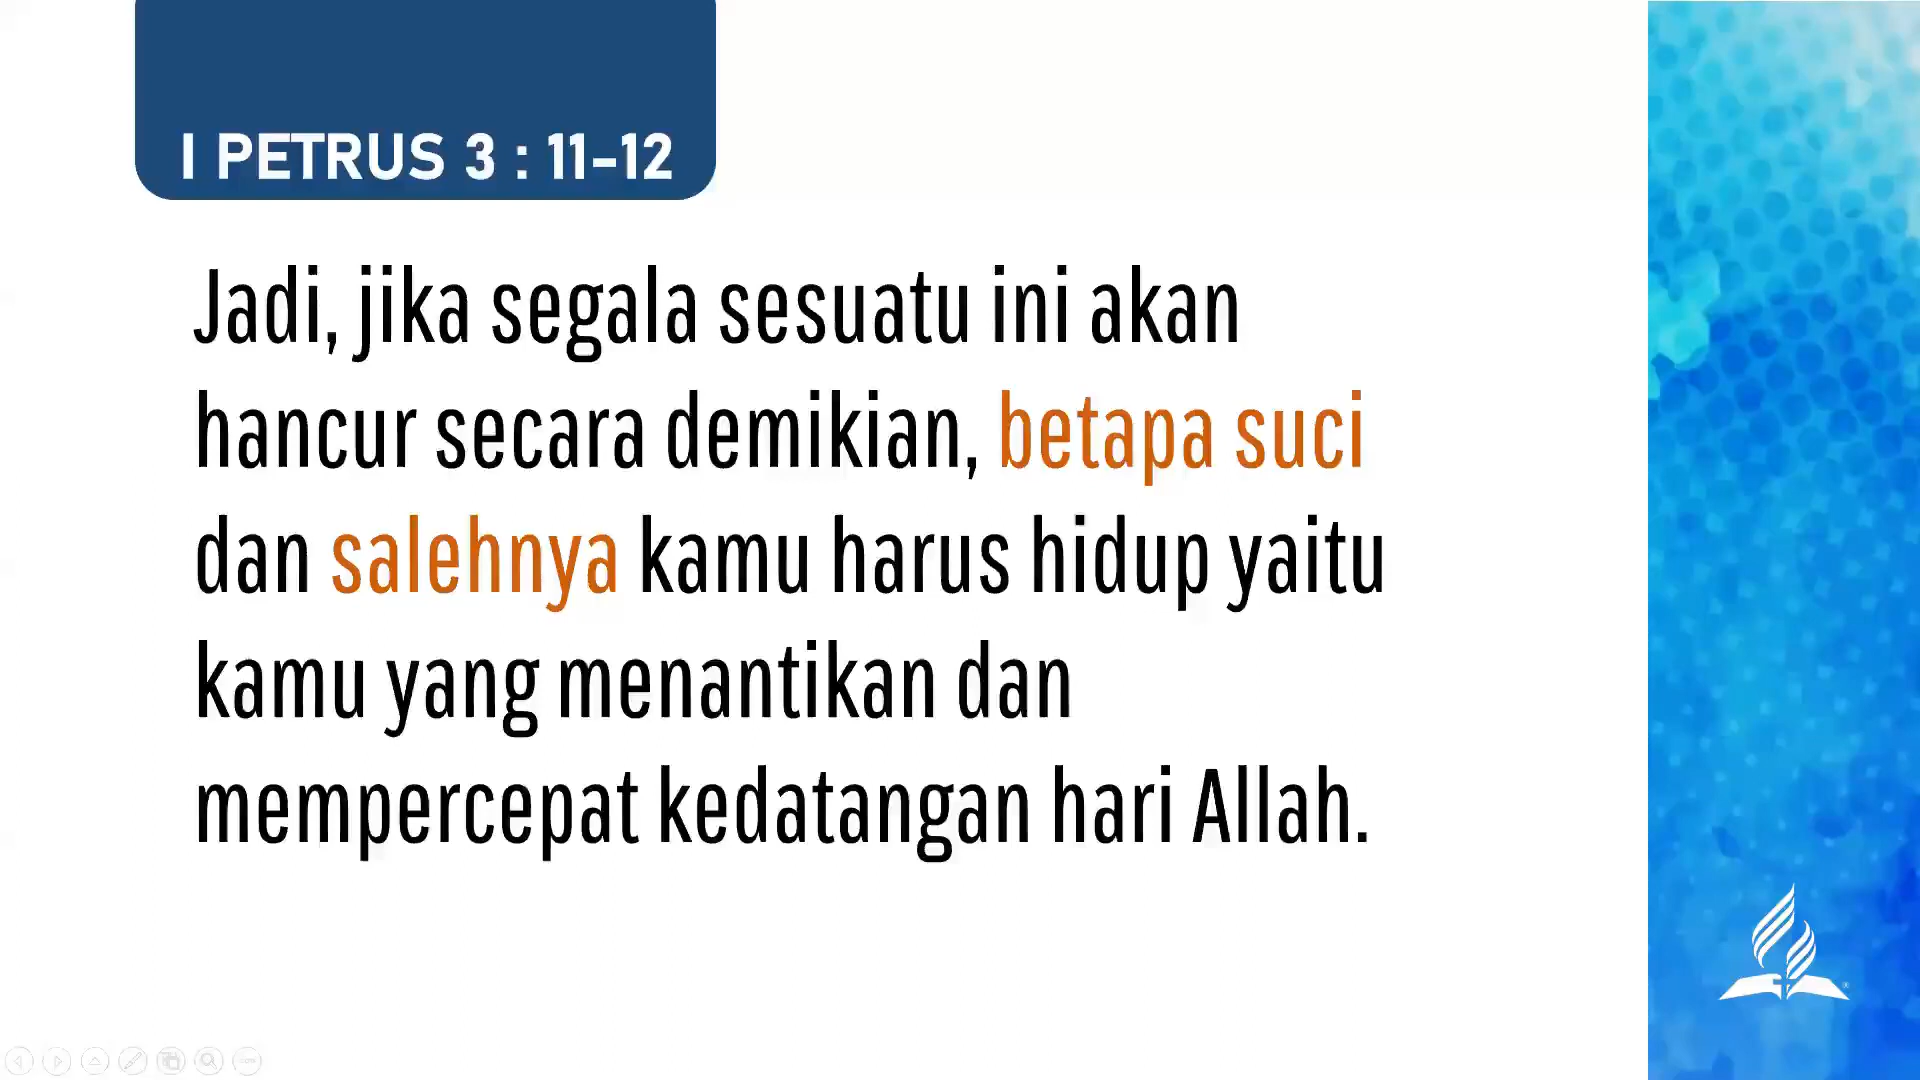 I PETRUS 3 : 11-12
Jadi, jika segala sesuatu ini akan
hancur secara demikian, betapa suci
dan salehnya kamu harus hidup yaitu
kamu yang menantikan dan
mempercepat kedatangan hari Allah.